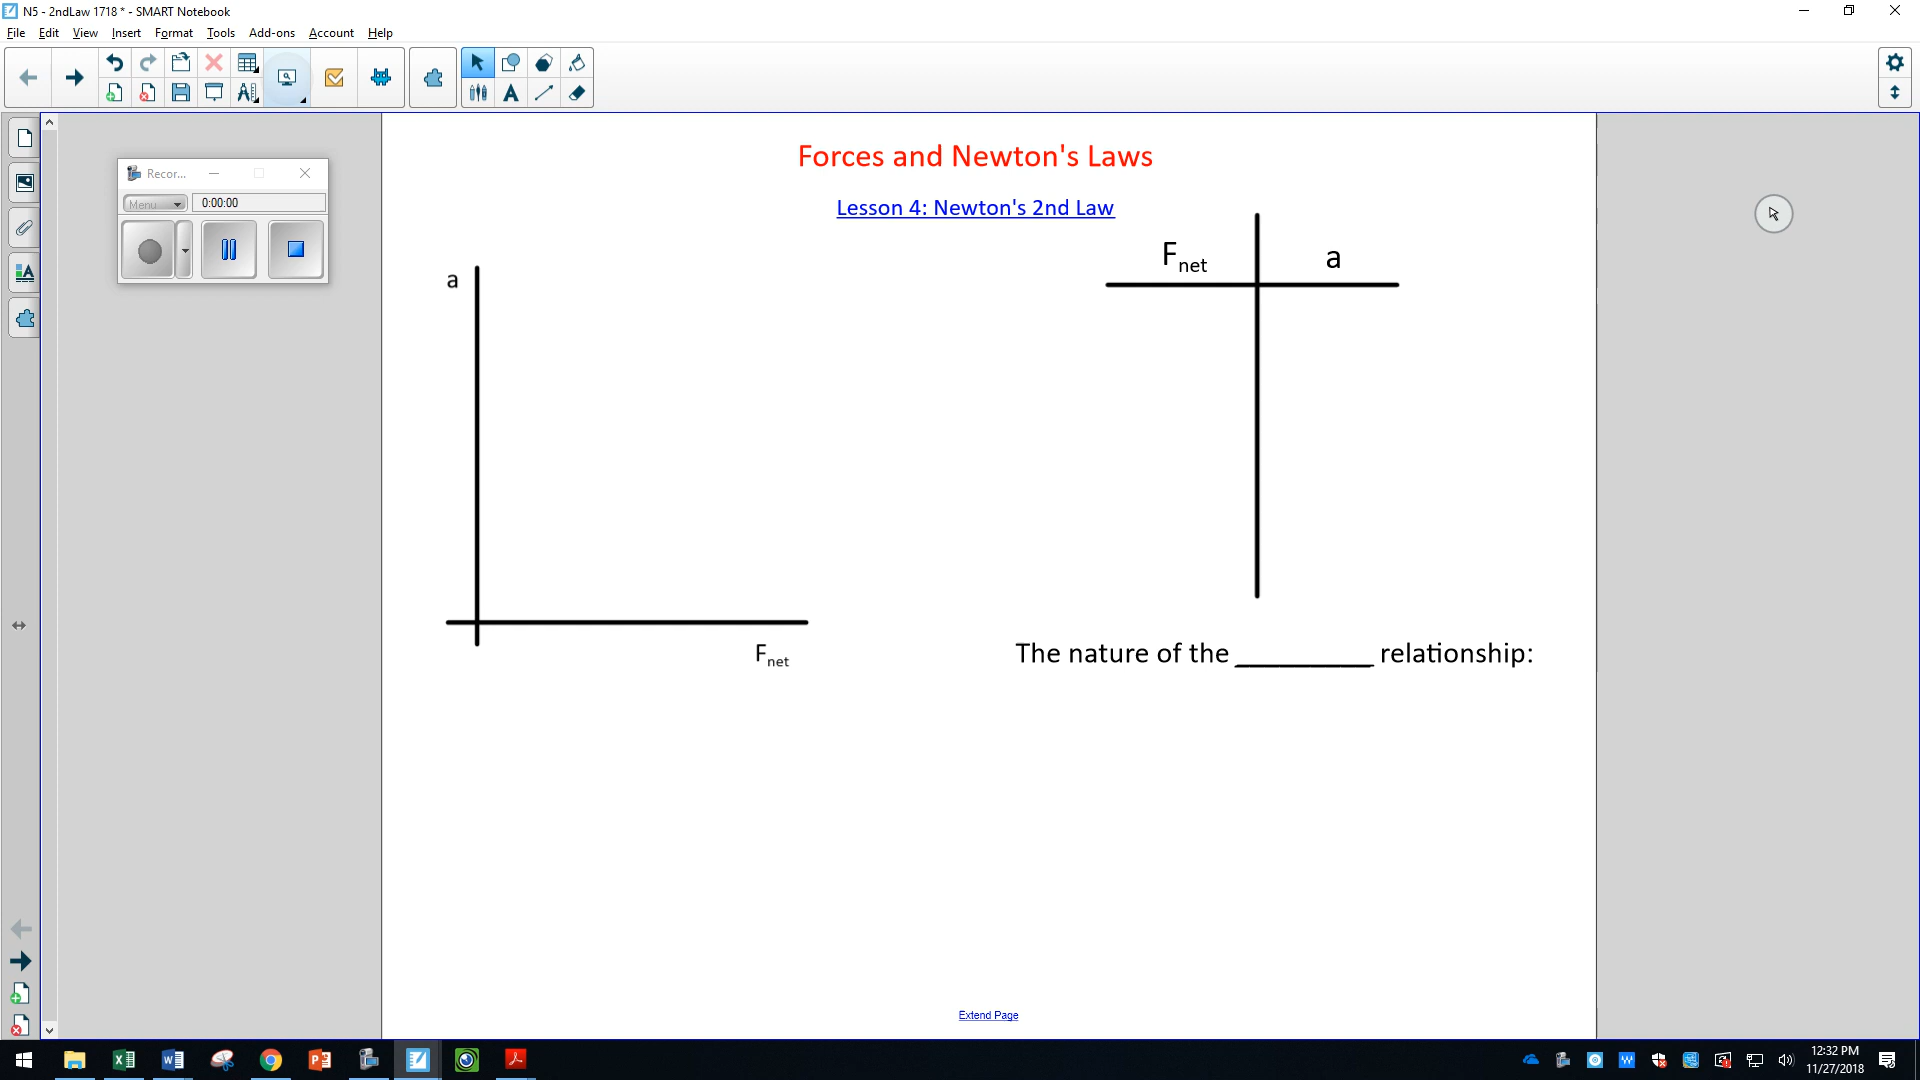 N5 - 2ndLaw 1718 * - SMART Notebook
File Edit View Insert Format Tools Add-ons Account Help
Recor...
Menu 0:00:00
Forces and Newton's Laws
Lesson 4: Newton's 2nd Law
Fnet a
a
Fnet
The nature of the __________ relationship:
Extend Page
12:32 PM
11/27/2018